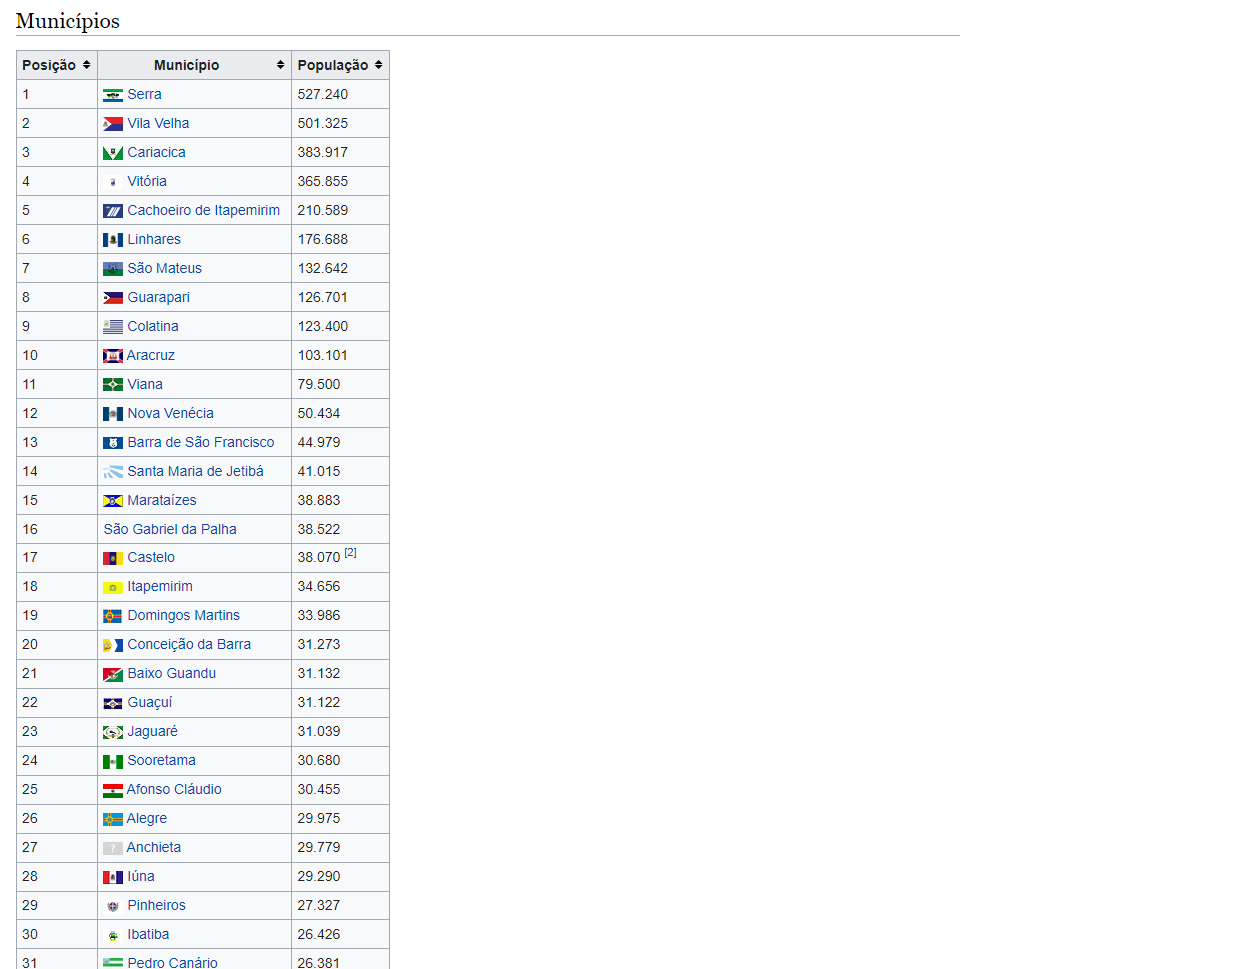 Municípios
Posição Município População
1 Serra 527.240
2 Vila Velha 501.325
3 Cariacica 383.917
4 Vitória 365.855
5 Cachoeiro de Itapemirim 210.589
6 Linhares 176.688
7 São Mateus 132.642
8 Guarapari 126.701
9 Colatina 123.400
10 Aracruz 103.101
11 Viana 79.500
12 Nova Venécia 50.434
13 Barra de São Francisco 44.979
14 Santa Maria de Jetibá 41.015
15 Marataízes 38.883
16 São Gabriel da Palha 38.522
17 Castelo 38.070 [2]
18 Itapemirim 34.656
19 Domingos Martins 33.986
20 Conceição da Barra 31.273
21 Baixo Guandu 31.132
22 Guaçuí 31.122
23 Jaguaré 31.039
24 Sooretama 30.680
25 Afonso Cláudio 30.455
26 Alegre 29.975
27 ? Anchieta 29.779
28 Iúna 29.290
29 Pinheiros 27.327
30 Ibatiba 26.426
31 Pedro Canário 26.381